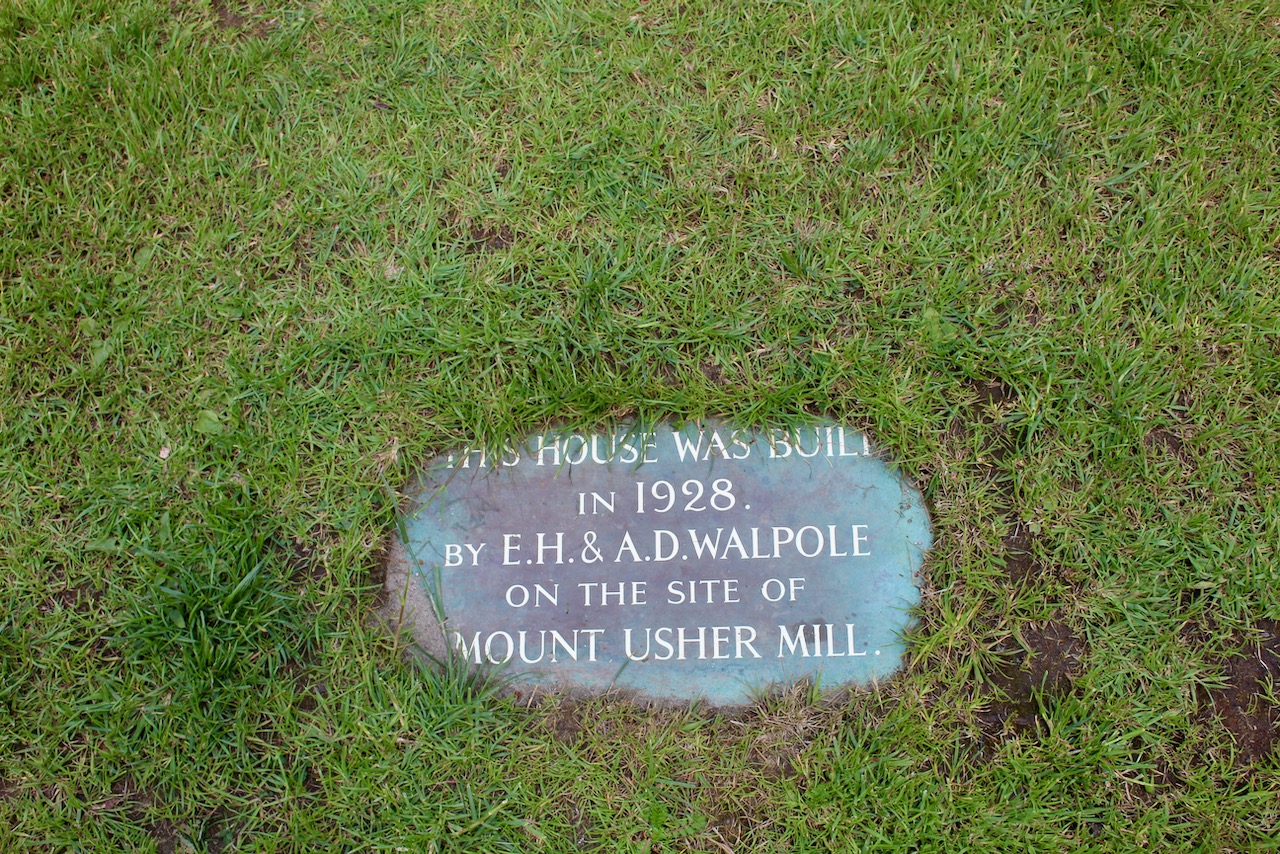 THIS HOUSE WAS BUILT
IN 1928.
BY E.H. & A.D. WALPOLE
ON THE SITE OF
MOUNT USHER MILL.